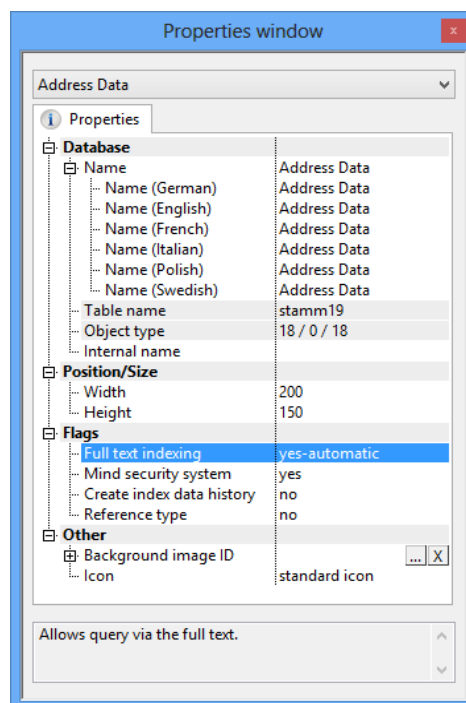 Properties window
x
Address Data
i Properties
Database
Name Address Data
Name (German) Address Data
Name (English) Address Data
Name (French) Address Data
Name (Italian) Address Data
Name (Polish) Address Data
Name (Swedish) Address Data
Table name stamm19
Object type 18 / 0 / 18
Internal name
Position/Size
Width 200
Height 150
Flags
Full text indexing yes-automatic
Mind security system yes
Create index data history no
Reference type no
Other
Background image ID ... X
Icon standard icon
Allows query via the full text.